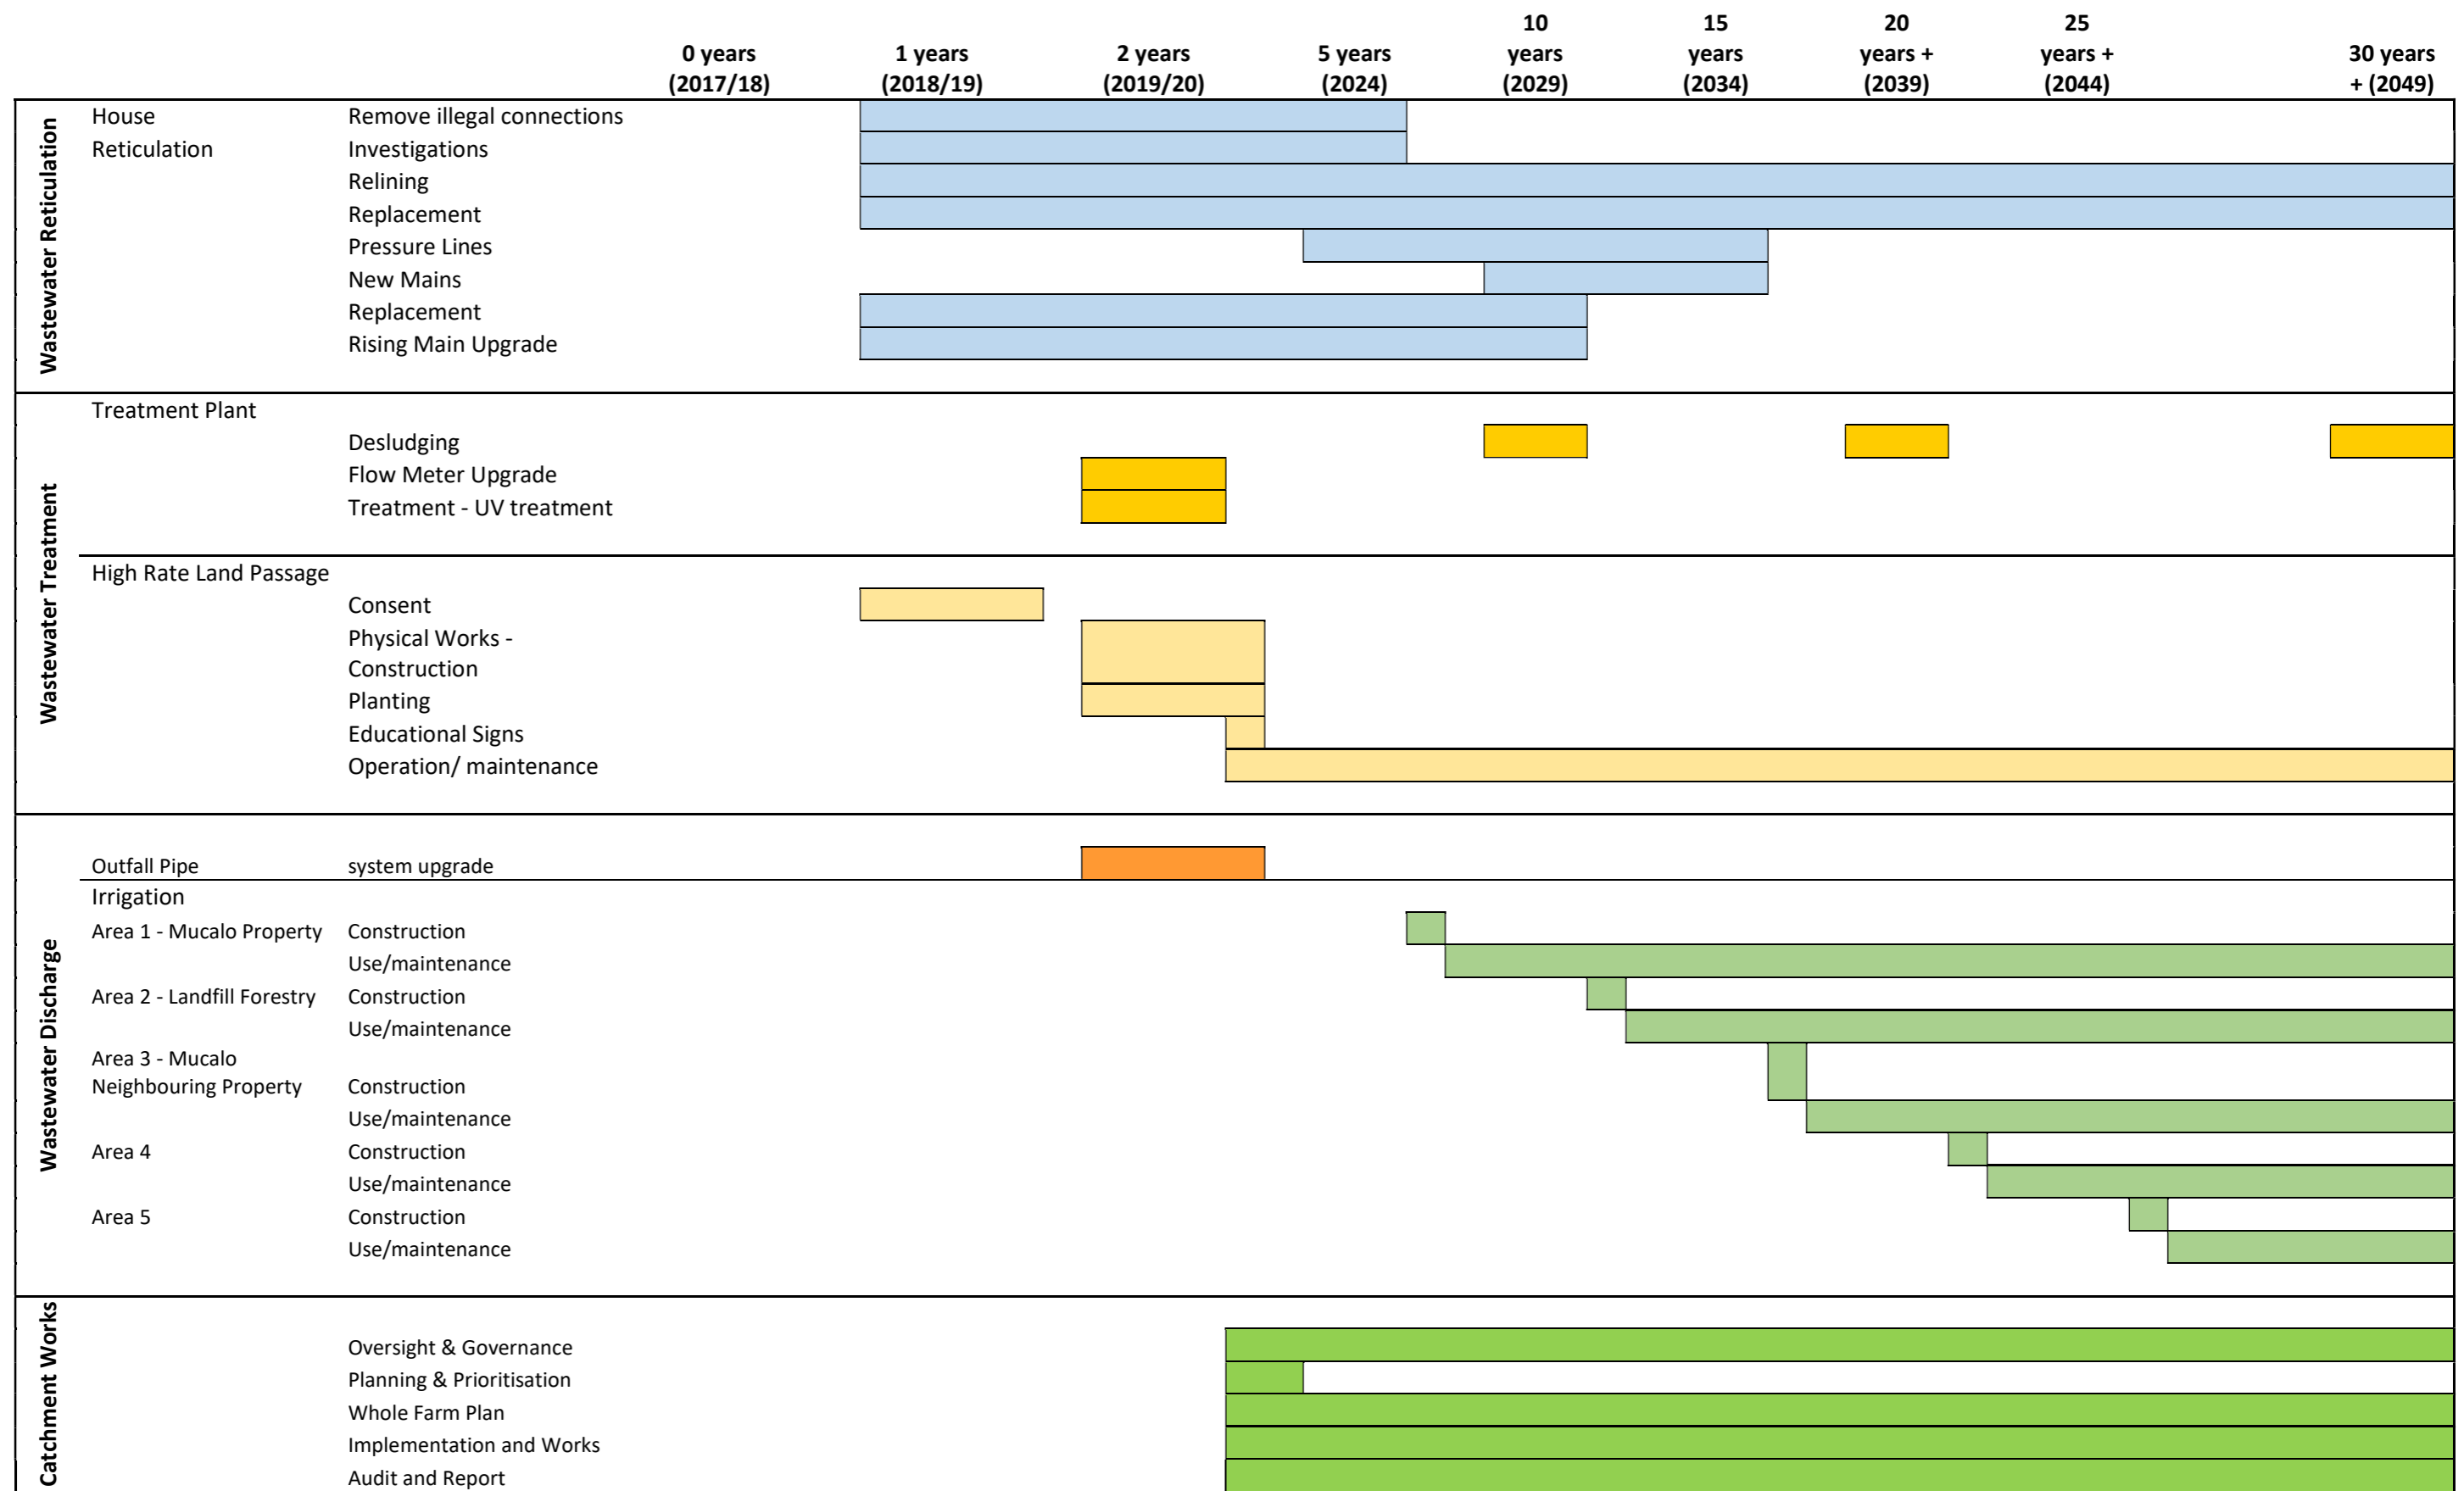 10 15 20 25
0 years 1 years 2 years 5 years years years years + years + 30 years
(2017/18) (2018/19) (2019/20) (2024) (2029) (2034) (2039) (2044) + (2049)
Wastewater Reticulation
House Remove illegal connections
Reticulation Investigations
Relining
Replacement
Pressure Lines
New Mains
Replacement
Rising Main Upgrade
Wastewater Treatment
Treatment Plant
Desludging
Flow Meter Upgrade
Treatment - UV treatment
High Rate Land Passage
Consent
Physical Works -
Construction
Planting
Educational Signs
Operation/ maintenance
Wastewater Discharge
Outfall Pipe system upgrade
Irrigation
Area 1 - Mucalo Property Construction
Use/maintenance
Area 2 - Landfill Forestry Construction
Use/maintenance
Area 3 - Mucalo
Neighbouring Property Construction
Use/maintenance
Area 4 Construction
Use/maintenance
Area 5 Construction
Use/maintenance
Catchment Works
Oversight & Governance
Planning & Prioritisation
Whole Farm Plan
Implementation and Works
Audit and Report